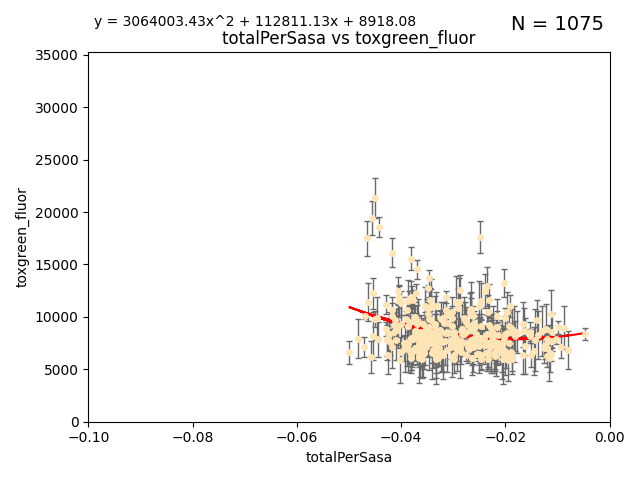 y = 3064003.43x^2 + 112811.13x + 8918.08
N = 1075
totalPerSasa vs toxgreen_fluor
35000
30000
25000
20000
15000
10000
5000
0
toxgreen_fluor
−0.10 −0.08 −0.06 −0.04 −0.02 0.00
totalPerSasa